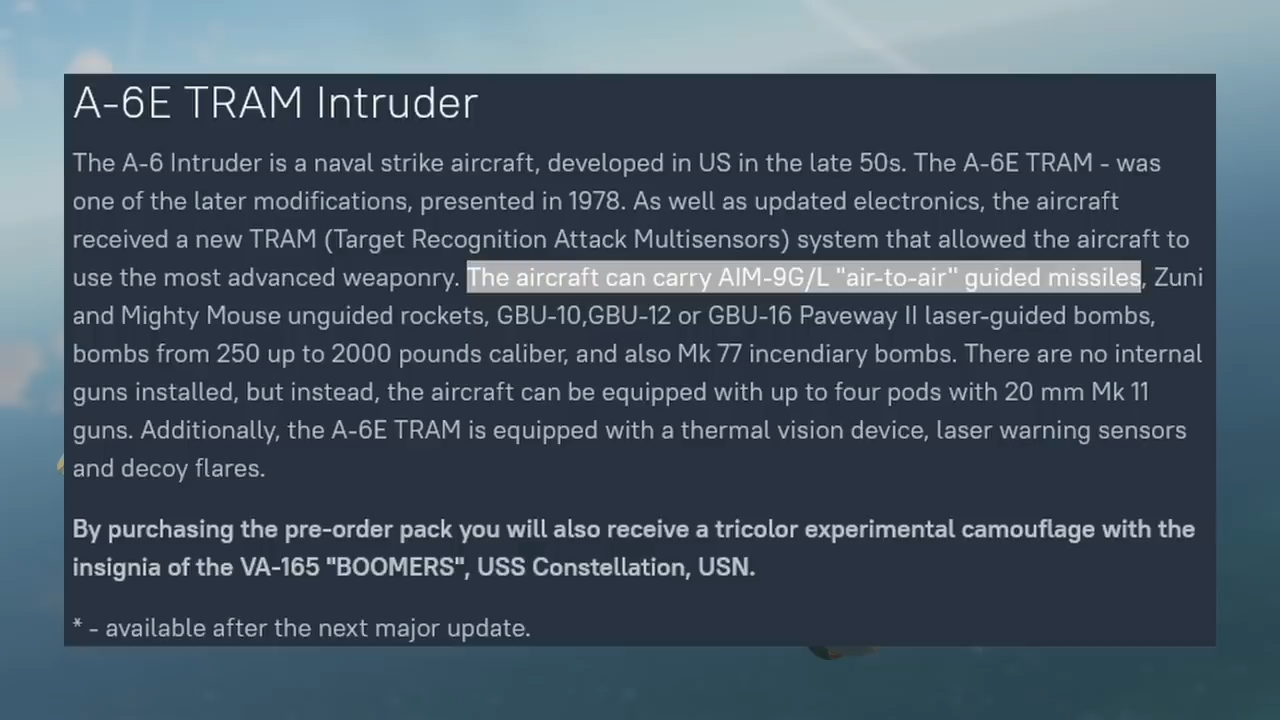 A-6E TRAM Intruder
The A-6 Intruder is a naval strike aircraft, developed in US in the late 50s. The A-6E TRAM - was
one of the later modifications, presented in 1978. As well as updated electronics, the aircraft
received a new TRAM (Target Recognition Attack Multisensors) system that allowed the aircraft to
use the most advanced weaponry. The aircraft can carry AIM-9G/L "air-to-air" guided missiles, Zuni
and Mighty Mouse unguided rockets, GBU-10,GBU-12 or GBU-16 Paveway II laser-guided bombs,
bombs from 250 up to 2000 pounds caliber, and also Mk 77 incendiary bombs. There are no internal
guns installed, but instead, the aircraft can be equipped with up to four pods with 20 mm Mk 11
guns. Additionally, the A-6E TRAM is equipped with a thermal vision device, laser warning sensors
and decoy flares.
By purchasing the pre-order pack you will also receive a tricolor experimental camouflage with the
insignia of the VA-165 "BOOMERS", USS Constellation, USN.
* - available after the next major update.